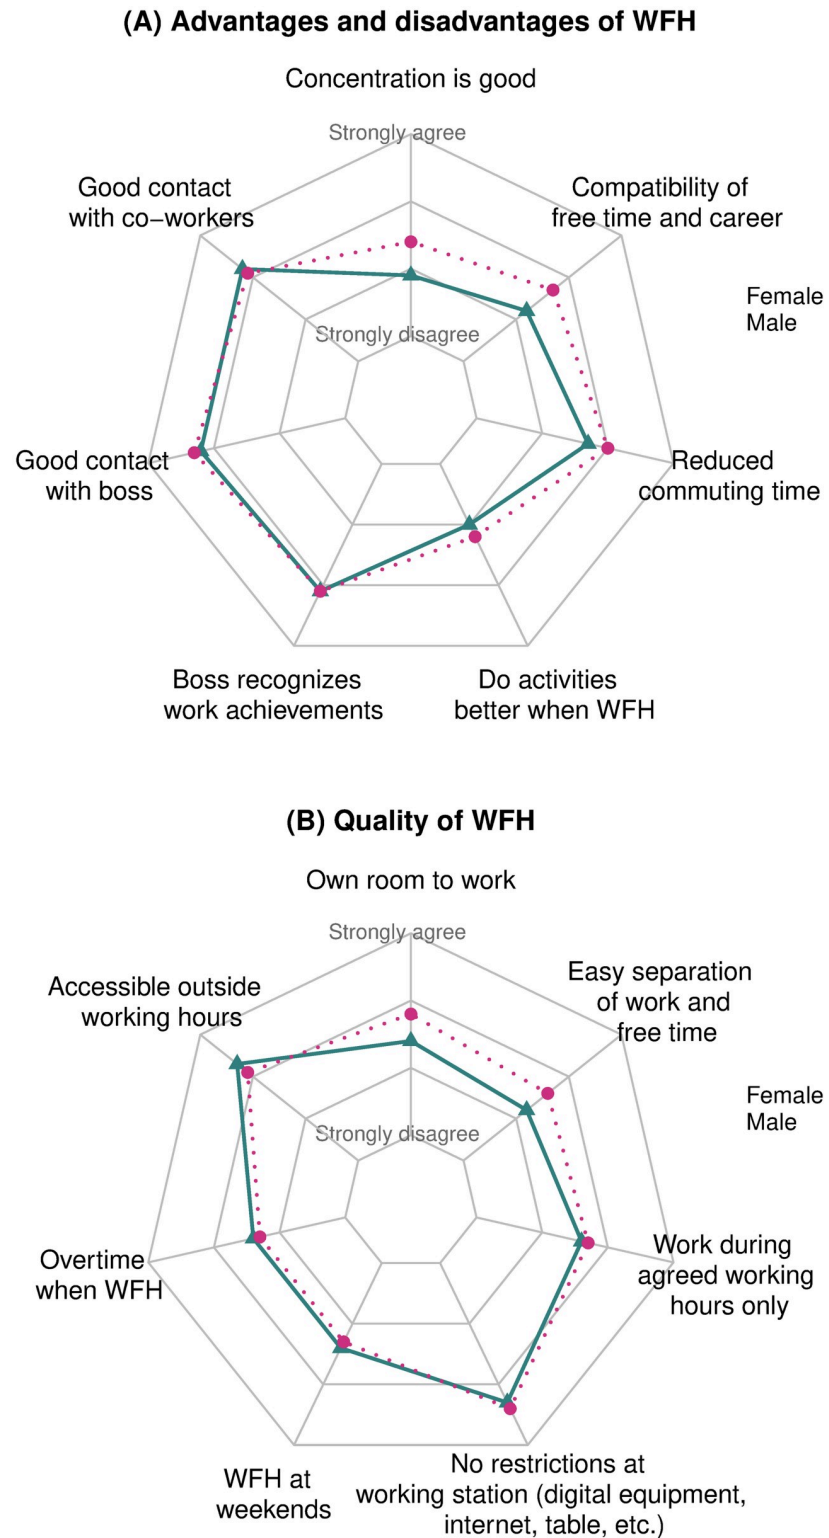 (A) Advantages and disadvantages of WFH
Concentration is good
Strongly agree
Good contact
with co−workers
Compatibility of
free time and career
Female
Male
Strongly disagree
Good contact
with boss
Reduced
commuting time
Boss recognizes
work achievements
Do activities
better when WFH
(B) Quality of WFH
Own room to work
Strongly agree
Accessible outside
working hours
Easy separation
of work and
free time
Female
Male
Strongly disagree
Overtime
when WFH
Work during
agreed working
hours only
WFH at
weekends
No restrictions at
working station (digital equipment,
internet, table, etc.)